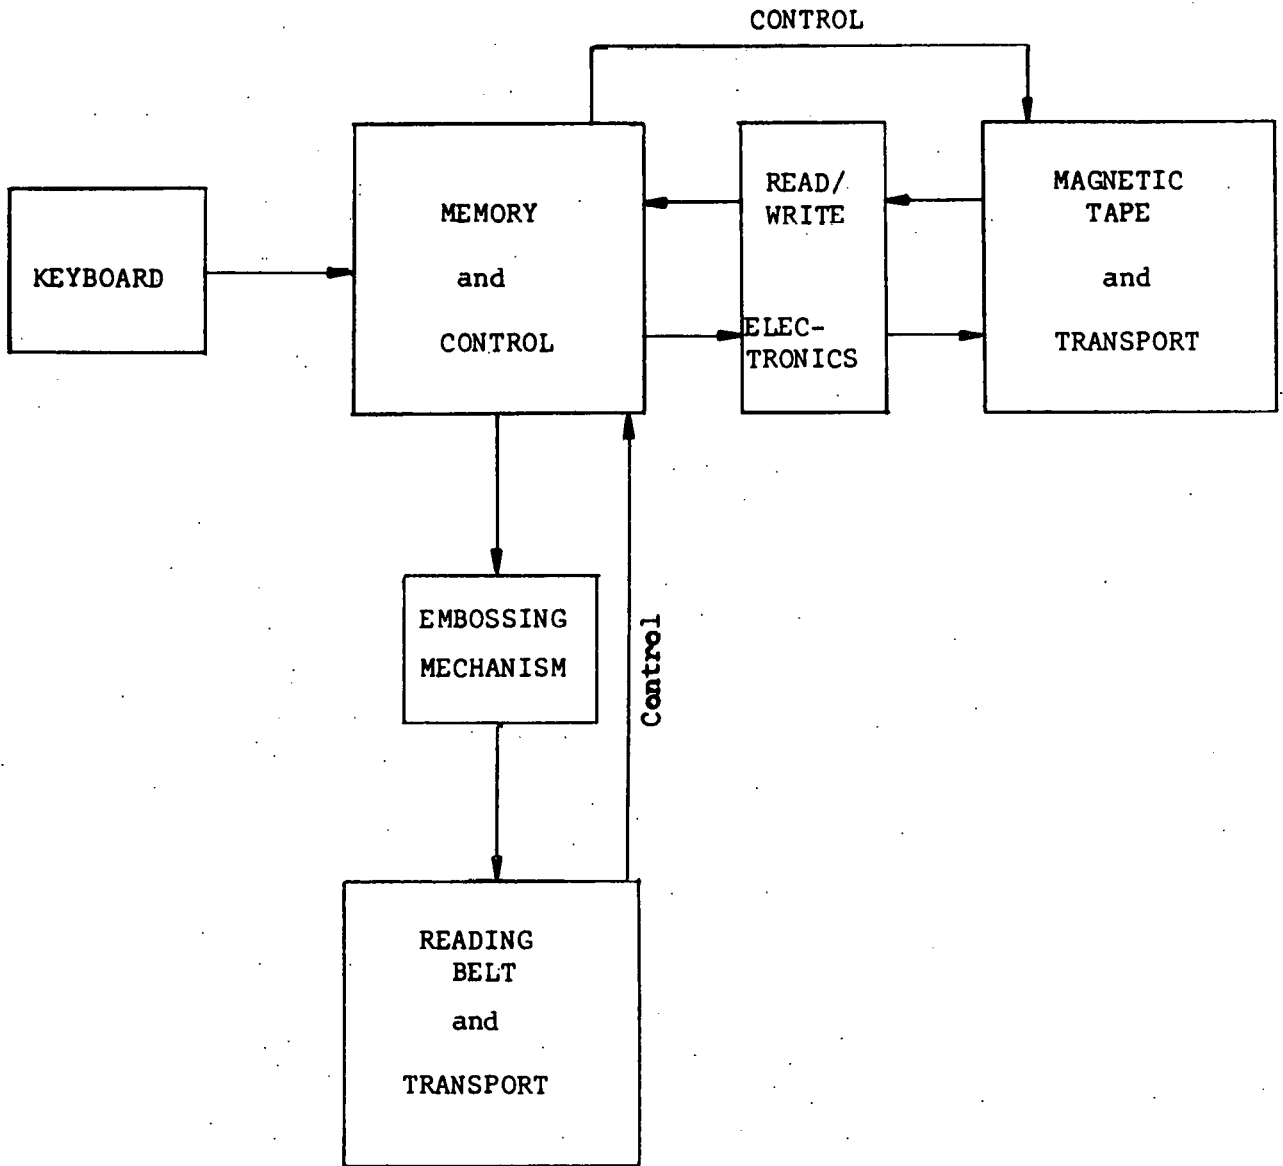 CONTROL
KEYBOARD
MEMORY
and
CONTROL
READ/
WRITE
ELEC-
TRONICS
MAGNETIC
TAPE
and
TRANSPORT
EMBOSSING
MECHANISM
Control
READING
BELT
and
TRANSPORT